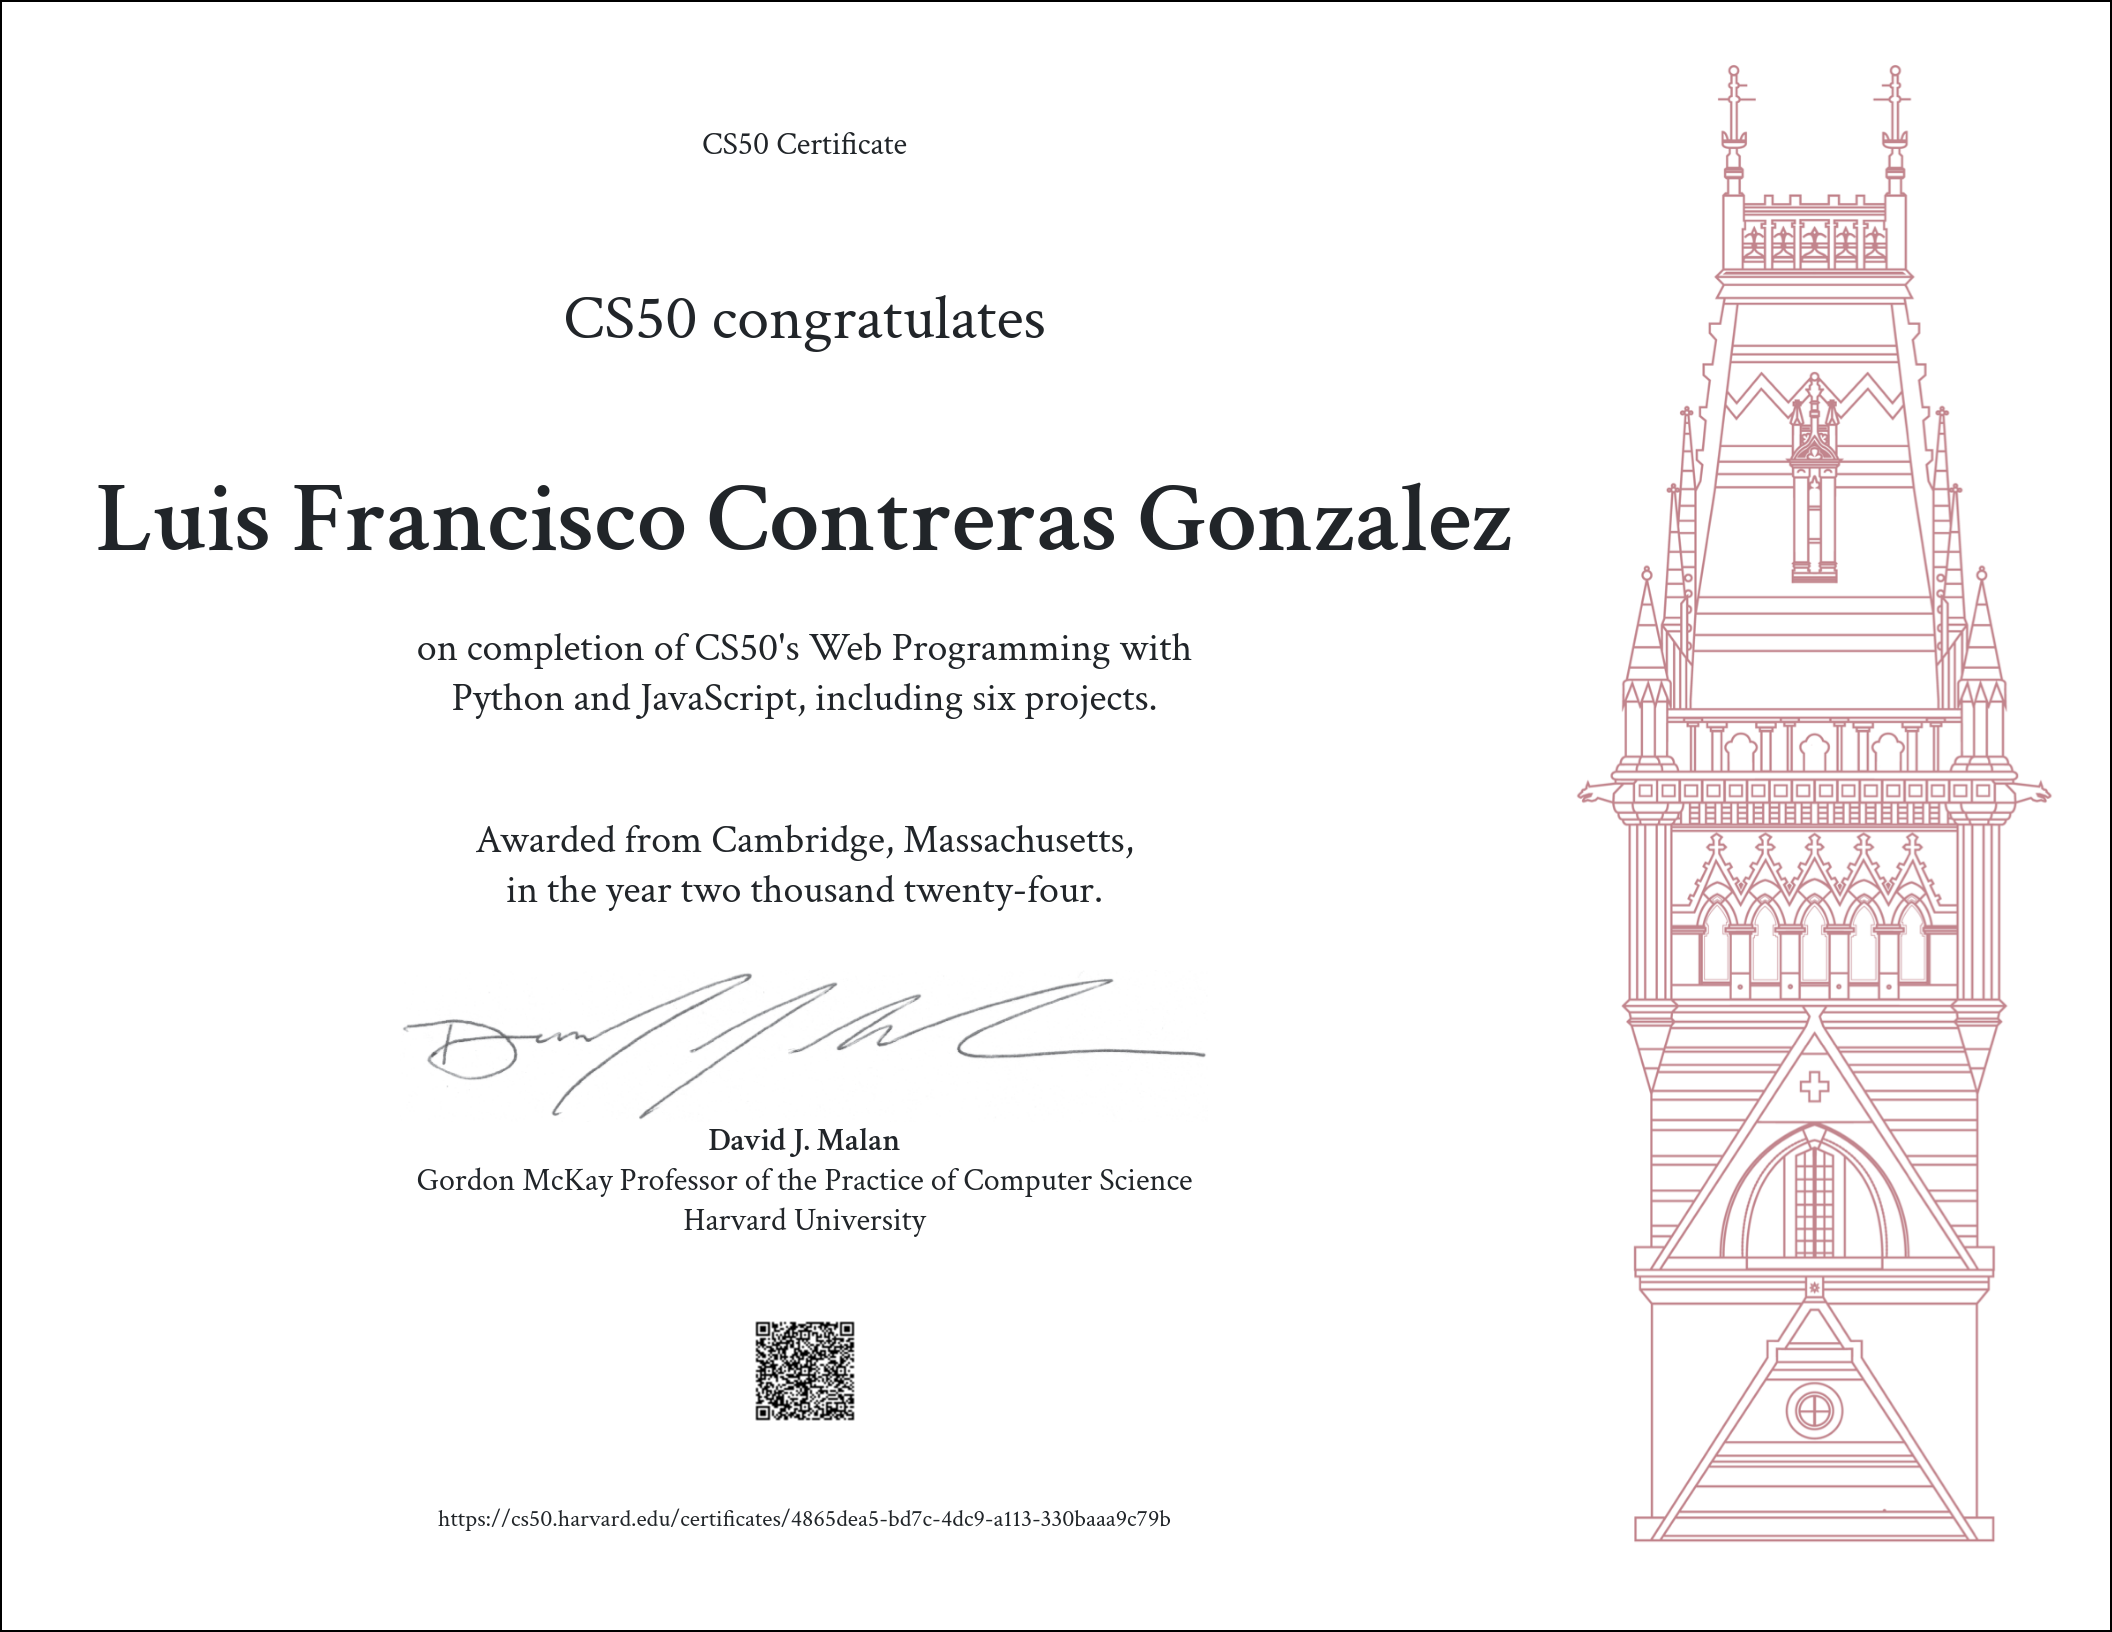 CS50 Certificate
CS50 congratulates
Luis Francisco Contreras Gonzalez
on completion of CS50's Web Programming with
Python and JavaScript, including six projects.
Awarded from Cambridge, Massachusetts,
in the year two thousand twenty-four.
David J. Malan
Gordon McKay Professor of the Practice of Computer Science
Harvard University
https://cs50.harvard.edu/certificates/4865dea5-bd7c-4dc9-a113-330baaa9c79b